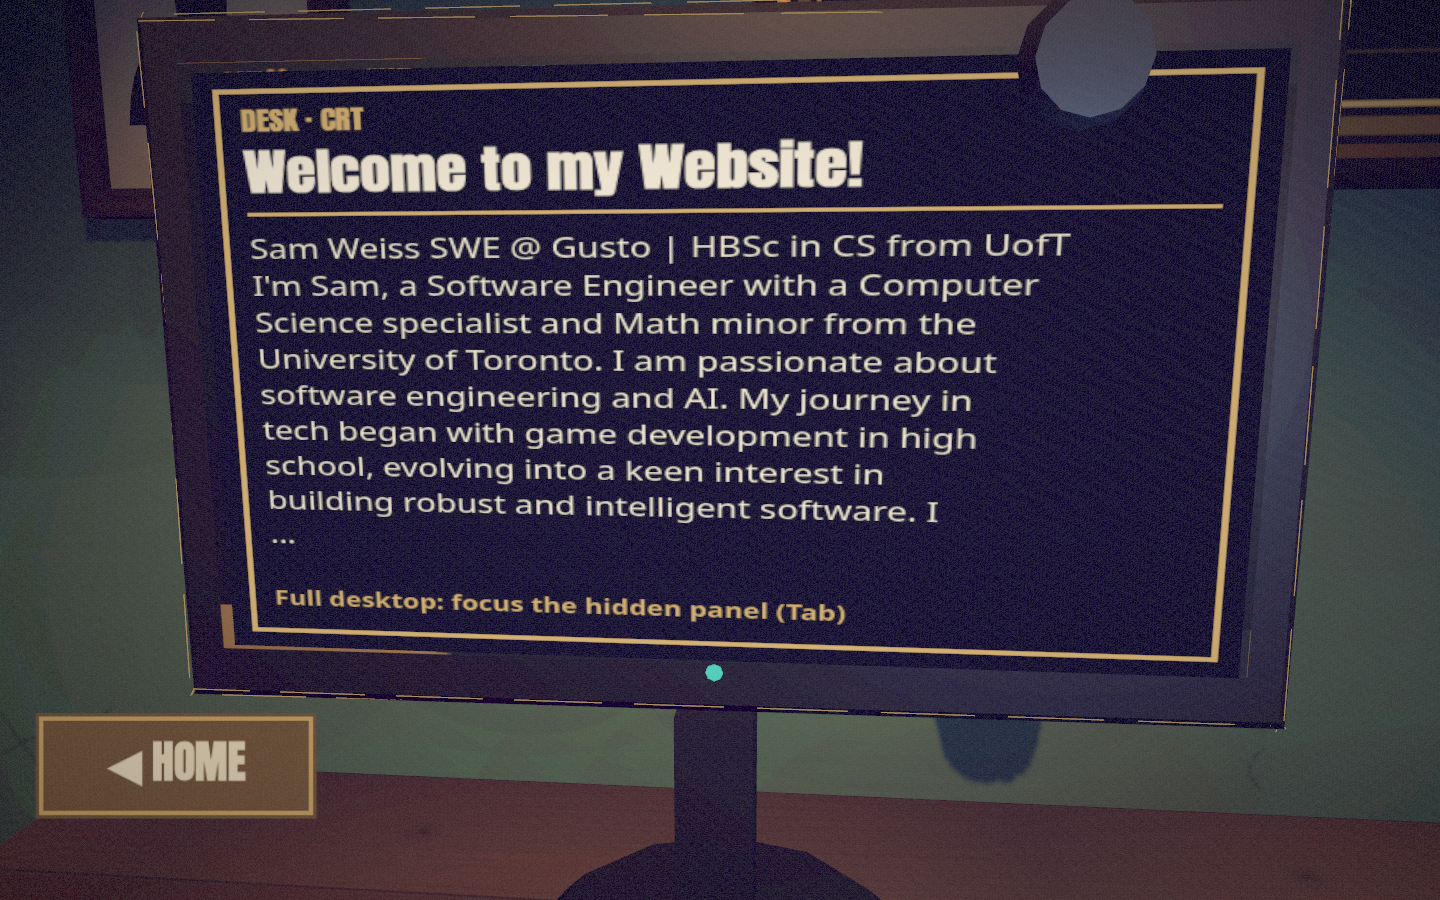 DESK · CRT
Welcome to my Website!
Sam Weiss SWE @ Gusto | HBSc in CS from UofT
I'm Sam, a Software Engineer with a Computer
Science specialist and Math minor from the
University of Toronto. I am passionate about
software engineering and AI. My journey in
tech began with game development in high
school, evolving into a keen interest in
building robust and intelligent software. I
...
Full desktop: focus the hidden panel (Tab)
◀ HOME